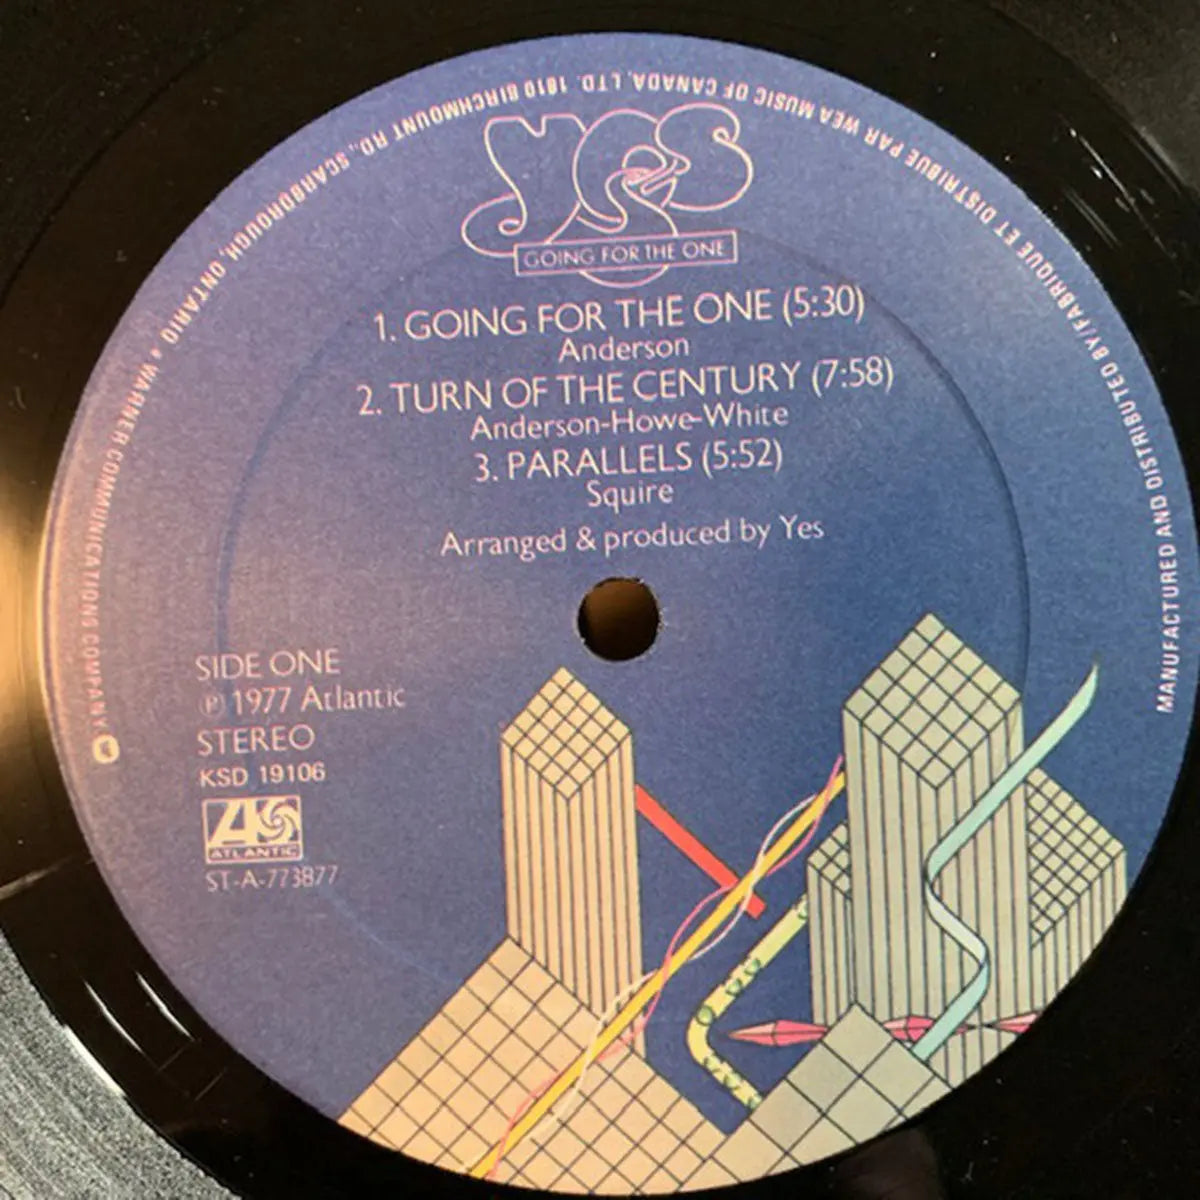 YES
GOING FOR THE ONE
1. GOING FOR THE ONE (5:30)
Anderson
2. TURN OF THE CENTURY (7:58)
Anderson-Howe-White
3. PARALLELS (5:52)
Squire
Arranged & produced by Yes
SIDE ONE
℗ 1977 Atlantic
STEREO
KSD 19106
ATLANTIC
ST-A-773877
MANUFACTURED AND DISTRIBUTED BY/FABRIQUE ET DISTRIBUE PAR WEA MUSIC OF CANADA, LTD. 1810 BIRCHMOUNT RD., SCARBOROUGH, ONTARIO • WARNER COMMUNICATIONS COMPANY